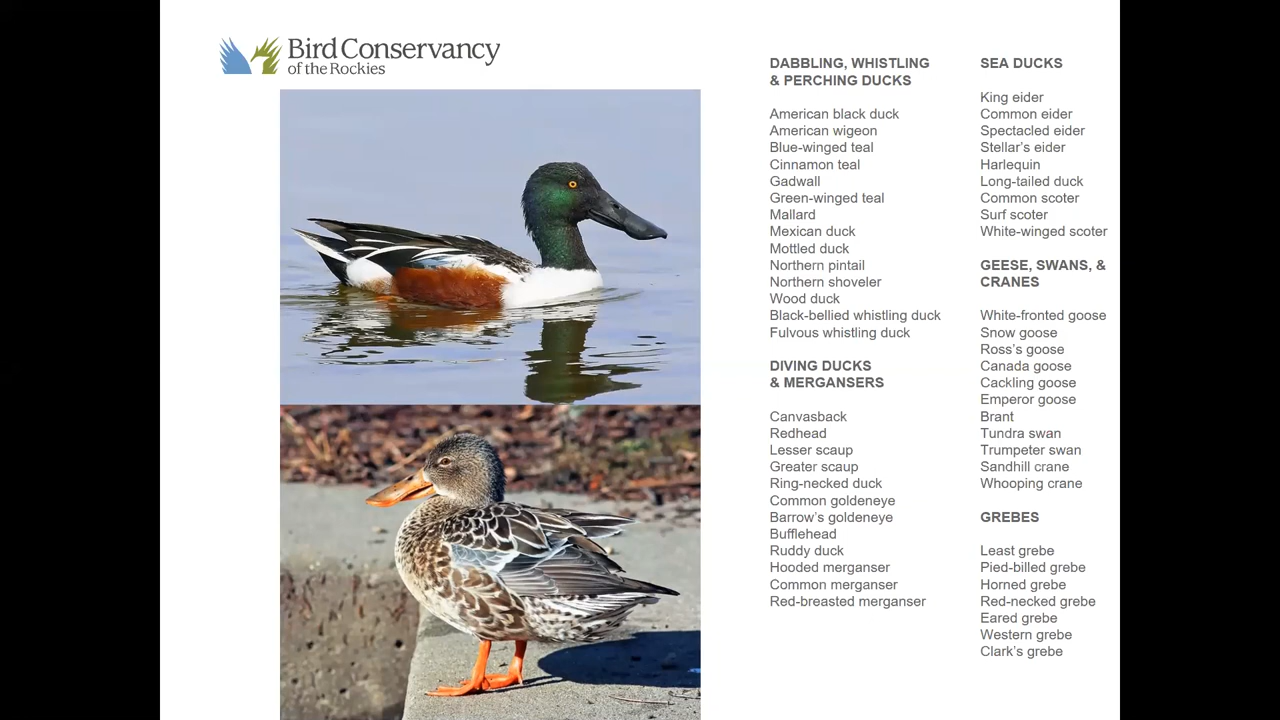 Bird Conservancy
of the Rockies
DABBLING, WHISTLING
& PERCHING DUCKS
American black duck
American wigeon
Blue-winged teal
Cinnamon teal
Gadwall
Green-winged teal
Mallard
Mexican duck
Mottled duck
Northern pintail
Northern shoveler
Wood duck
Black-bellied whistling duck
Fulvous whistling duck
DIVING DUCKS
& MERGANSERS
Canvasback
Redhead
Lesser scaup
Greater scaup
Ring-necked duck
Common goldeneye
Barrow's goldeneye
Bufflehead
Ruddy duck
Hooded merganser
Common merganser
Red-breasted merganser
SEA DUCKS
King eider
Common eider
Spectacled eider
Stellar's eider
Harlequin
Long-tailed duck
Common scoter
Surf scoter
White-winged scoter
GEESE, SWANS, &
CRANES
White-fronted goose
Snow goose
Ross's goose
Canada goose
Cackling goose
Emperor goose
Brant
Tundra swan
Trumpeter swan
Sandhill crane
Whooping crane
GREBES
Least grebe
Pied-billed grebe
Horned grebe
Red-necked grebe
Eared grebe
Western grebe
Clark's grebe